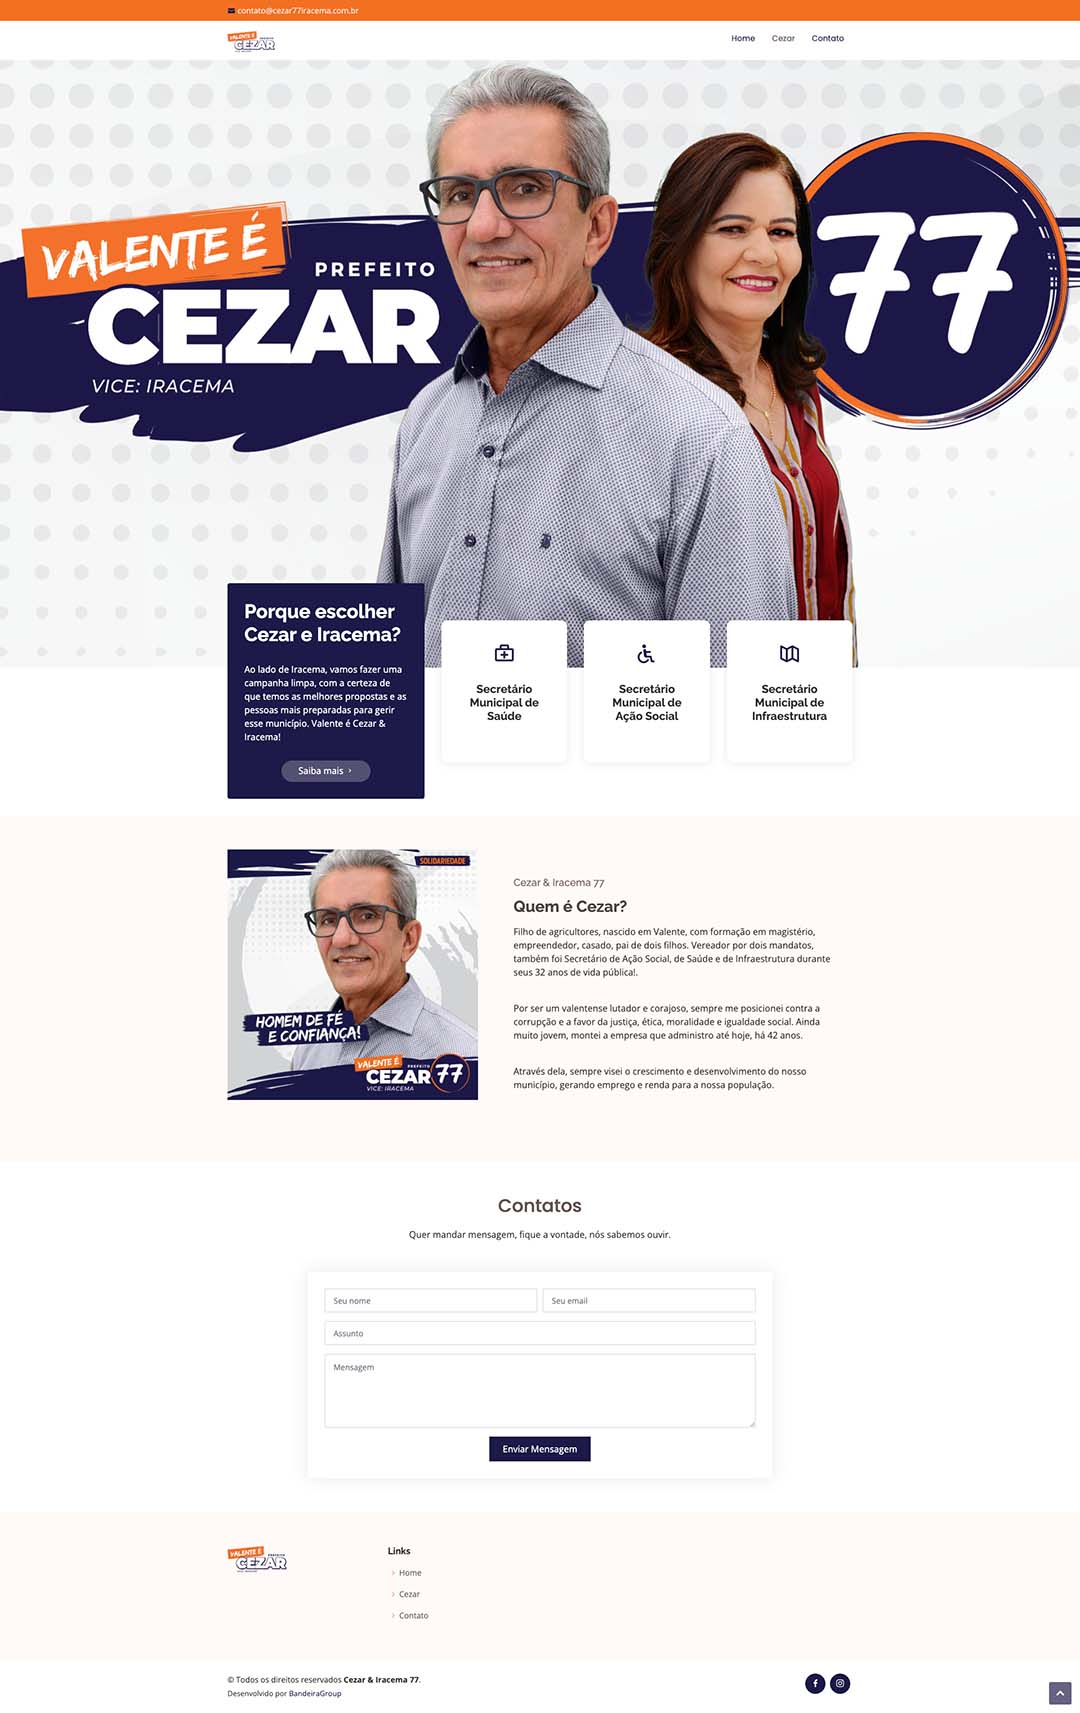 contato@cezar77iracema.com.br
VALENTE É
PREFEITO
CEZAR
Home Cezar Contato
VALENTE É
PREFEITO
CEZAR
VICE: IRACEMA
77
Porque escolher
Cezar e Iracema?
Ao lado de Iracema, vamos fazer uma
campanha limpa, com a certeza de
que temos as melhores propostas e as
pessoas mais preparadas para gerir
esse município. Valente é Cezar &
Iracema!
Saiba mais
Secretário
Municipal de
Saúde
Secretário
Municipal de
Ação Social
Secretário
Municipal de
Infraestrutura
SOLIDARIEDADE
HOMEM DE FÉ
E CONFIANÇA!
VALENTE É
PREFEITO
CEZAR 77
VICE: IRACEMA
Cezar & Iracema 77
Quem é Cezar?
Filho de agricultores, nascido em Valente, com formação em magistério,
empreendedor, casado, pai de dois filhos. Vereador por dois mandatos,
também foi Secretário de Ação Social, de Saúde e de Infraestrutura durante
seus 32 anos de vida pública!.
Por ser um valentense lutador e corajoso, sempre me posicionei contra a
corrupção e a favor da justiça, ética, moralidade e igualdade social. Ainda
muito jovem, montei a empresa que administro até hoje, há 42 anos.
Através dela, sempre visei o crescimento e desenvolvimento do nosso
município, gerando emprego e renda para a nossa população.
Contatos
Quer mandar mensagem, fique a vontade, nós sabemos ouvir.
Seu nome
Seu email
Assunto
Mensagem
Enviar Mensagem
VALENTE É
PREFEITO
CEZAR
Links
Home
Cezar
Contato
© Todos os direitos reservados Cezar & Iracema 77.
Desenvolvido por BandeiraGroup